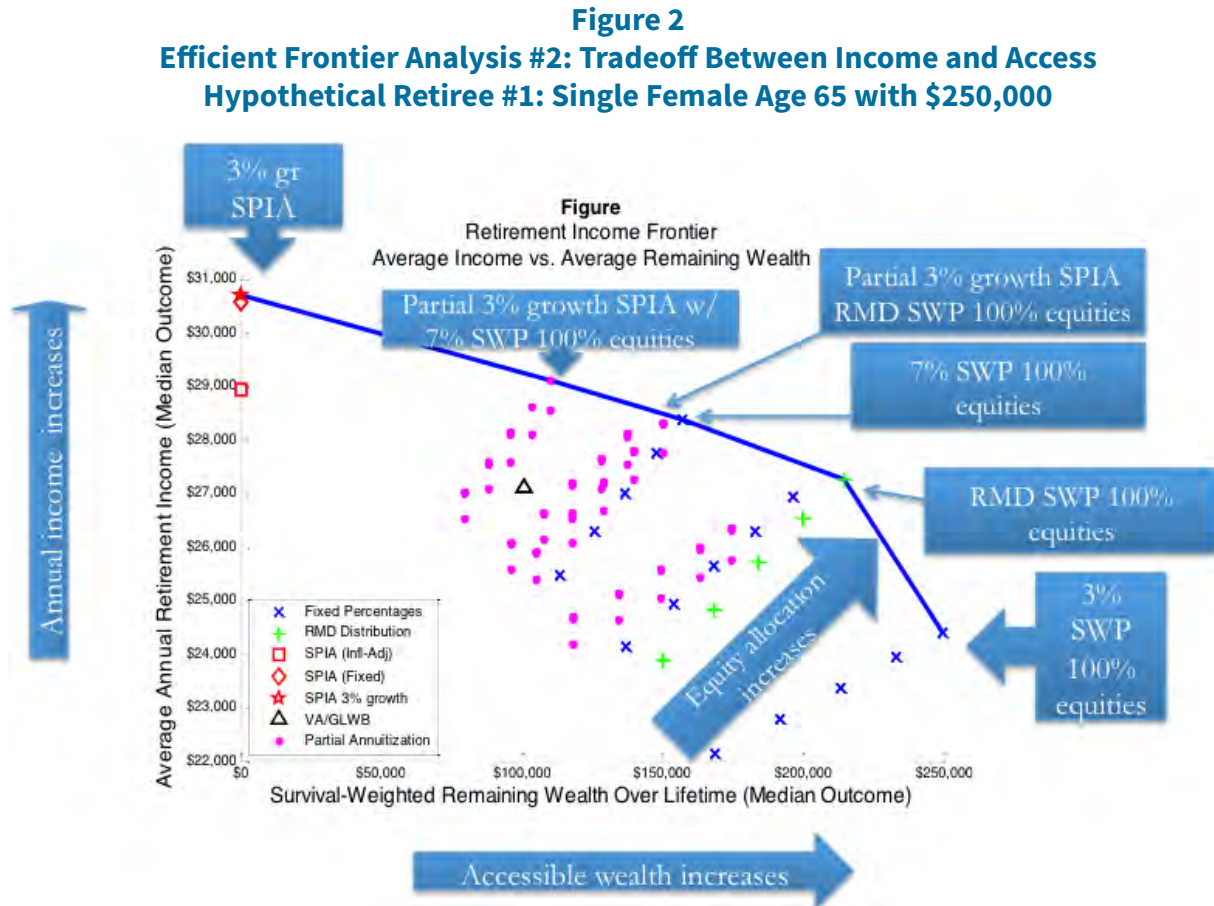 Figure 2
Efficient Frontier Analysis #2: Tradeoff Between Income and Access
Hypothetical Retiree #1: Single Female Age 65 with $250,000
3% gr
SPIA
Figure
Retirement Income Frontier
Average Income vs. Average Remaining Wealth
Partial 3% growth SPIA w/
7% SWP 100% equities
Partial 3% growth SPIA
RMD SWP 100% equities
7% SWP 100%
equities
RMD SWP 100%
equities
3%
SWP
100%
equities
Equity allocation
increases
Annual income increases
Average Annual Retirement Income (Median Outcome)
$31,000
$30,000
$29,000
$28,000
$27,000
$26,000
$25,000
$24,000
$23,000
$22,000
Fixed Percentages
RMD Distribution
SPIA (Infl-Adj)
SPIA (Fixed)
SPIA 3% growth
VA/GLWB
Partial Annuitization
$0
$50,000
$100,000
$150,000
$200,000
$250,000
Survival-Weighted Remaining Wealth Over Lifetime (Median Outcome)
Accessible wealth increases